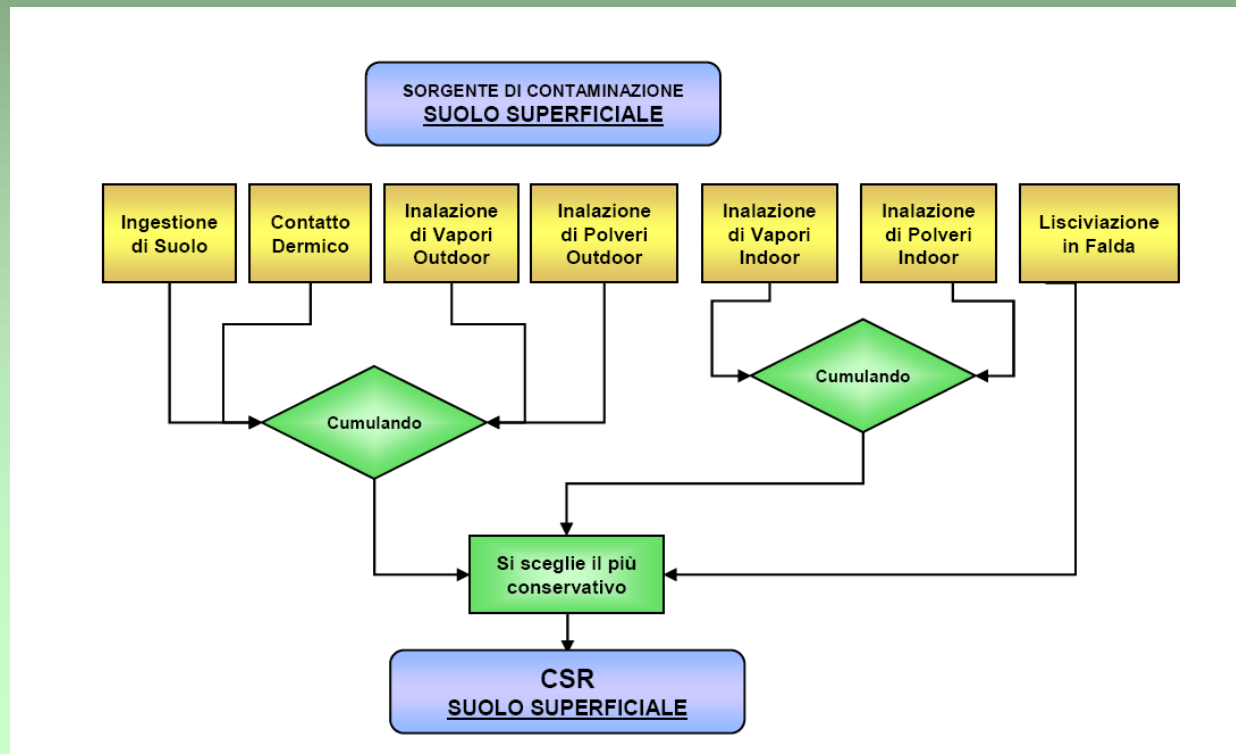 SORGENTE DI CONTAMINAZIONE
SUOLO SUPERFICIALE
Ingestione
di Suolo
Contatto
Dermico
Inalazione
di Vapori
Outdoor
Inalazione
di Polveri
Outdoor
Inalazione
di Vapori
Indoor
Inalazione
di Polveri
Indoor
Lisciviazione
in Falda
Cumulando
Cumulando
Si sceglie il più
conservativo
CSR
SUOLO SUPERFICIALE